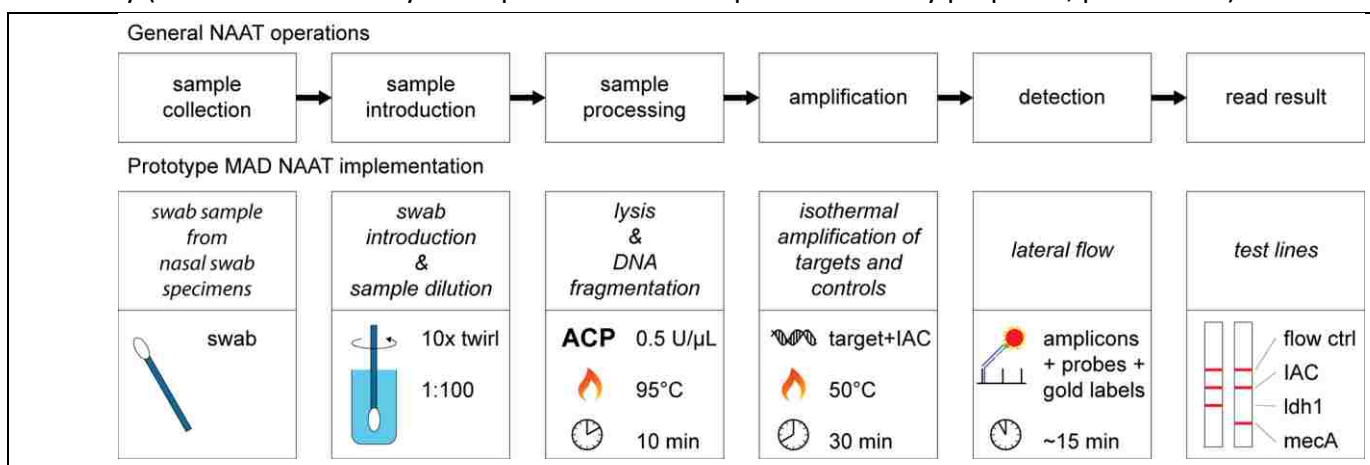 General NAAT operations
sample
collection
sample
introduction
sample
processing
amplification
detection
read result
Prototype MAD NAAT implementation
swab sample
from
nasal swab
specimens
swab
introduction
&
sample dilution
lysis
&
DNA
fragmentation
isothermal
amplification of
targets and
controls
lateral flow
test lines
swab
10x twirl
1:100
ACP 0.5 U/µL
95°C
10 min
target+IAC
50°C
30 min
amplicons
+ probes +
gold labels
~15 min
flow ctrl
IAC
ldh1
mecA